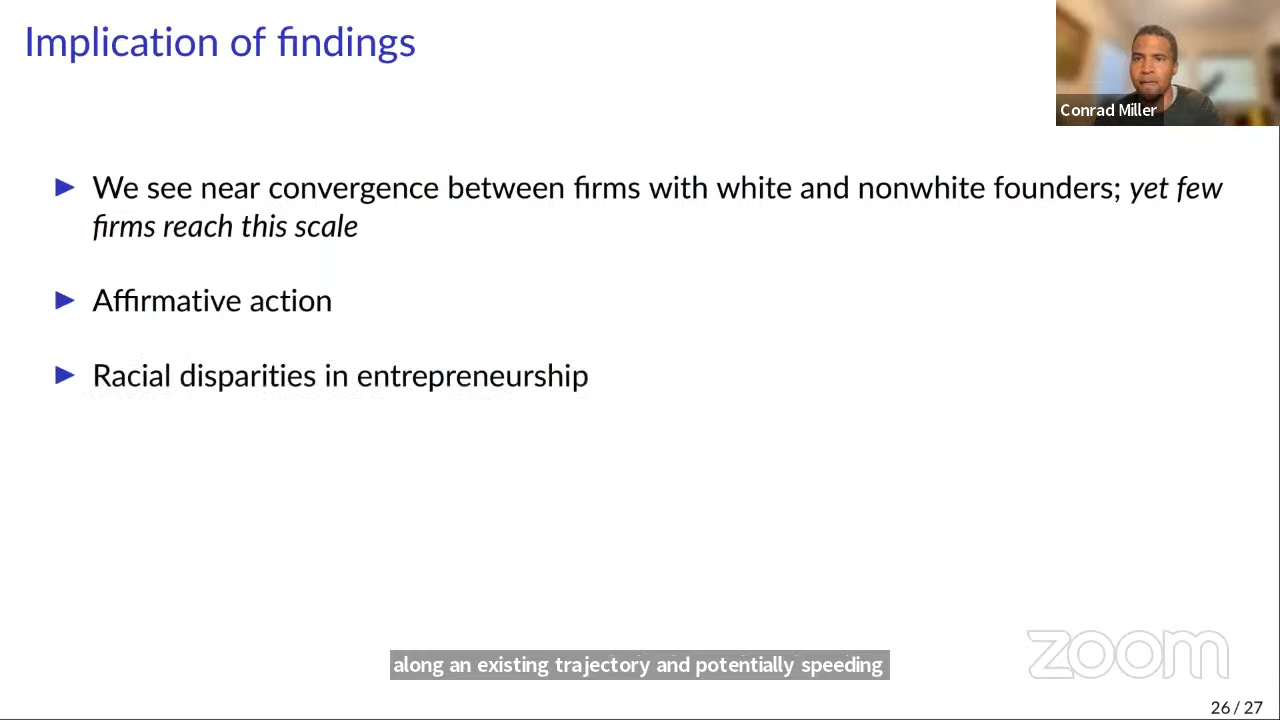 Implication of findings
Conrad Miller
▶ We see near convergence between firms with white and nonwhite founders; yet few
firms reach this scale
▶ Affirmative action
▶ Racial disparities in entrepreneurship
along an existing trajectory and potentially speeding
zoom
26 / 27